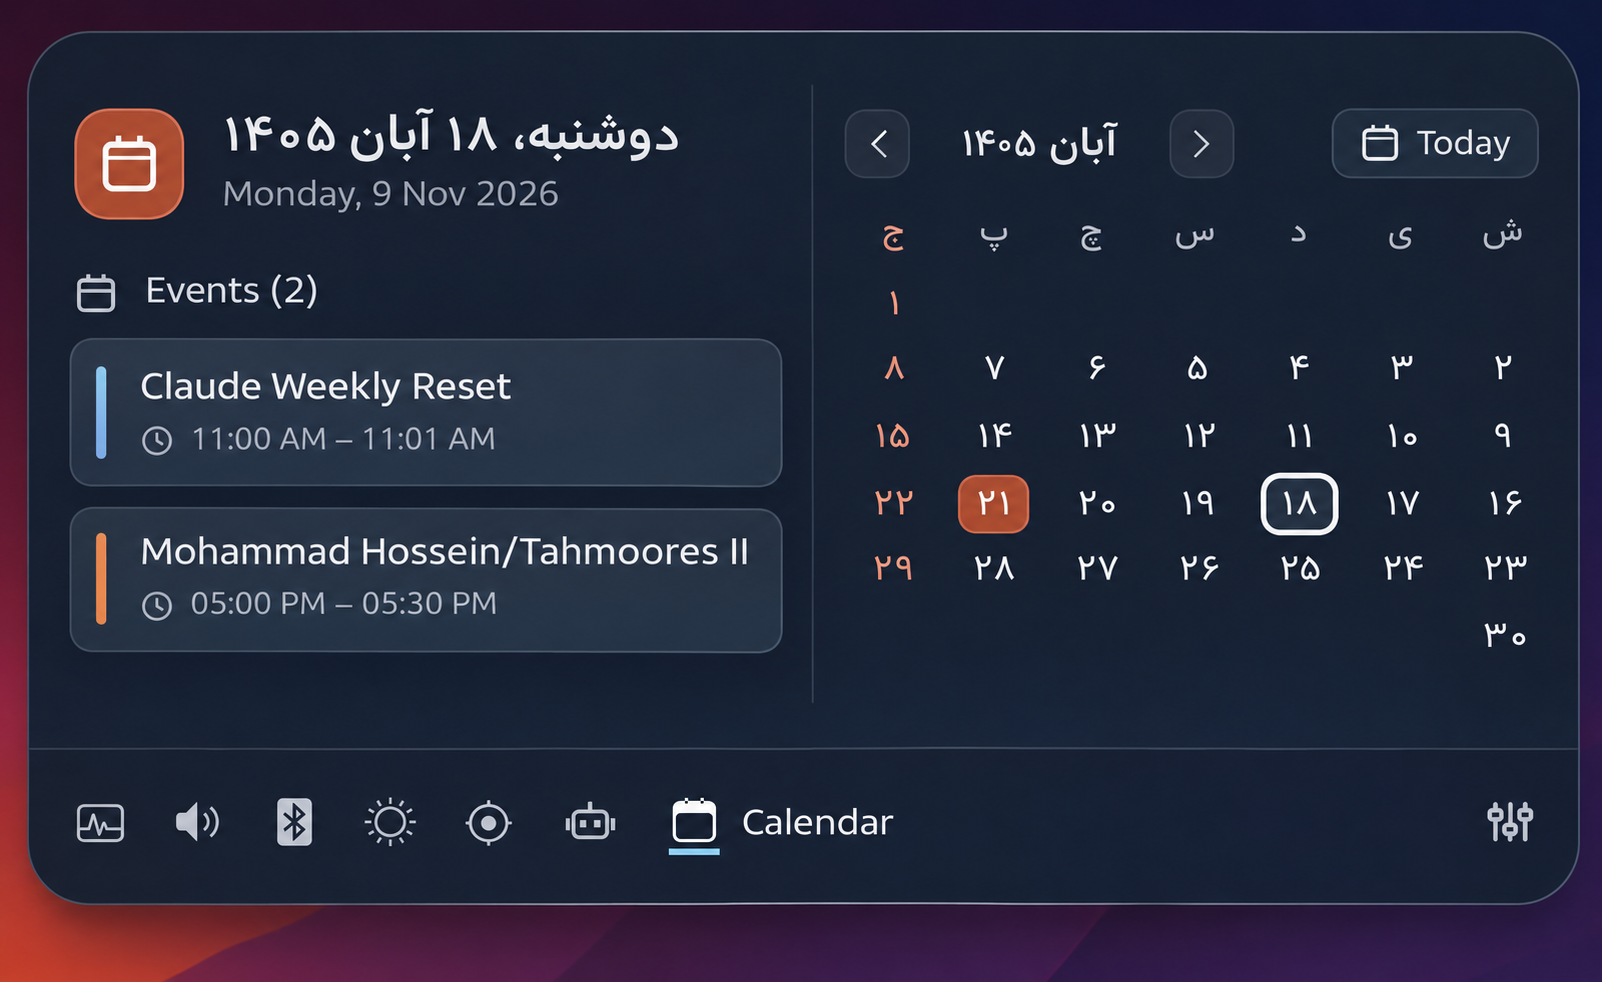 دوشنبه، ۱۸ آبان ۱۴۰۵
Monday, 9 Nov 2026
Events (2)
Claude Weekly Reset
11:00 AM – 11:01 AM
Mohammad Hossein/Tahmoores II
05:00 PM – 05:30 PM
آبان ۱۴۰۵
Today
ش ی د س چ پ ج
۱
۲ ۳ ۴ ۵ ۶ ۷ ۸
۹ ۱۰ ۱۱ ۱۲ ۱۳ ۱۴ ۱۵
۱۶ ۱۷ ۱۸ ۱۹ ۲۰ ۲۱ ۲۲
۲۳ ۲۴ ۲۵ ۲۶ ۲۷ ۲۸ ۲۹
۳۰
Calendar